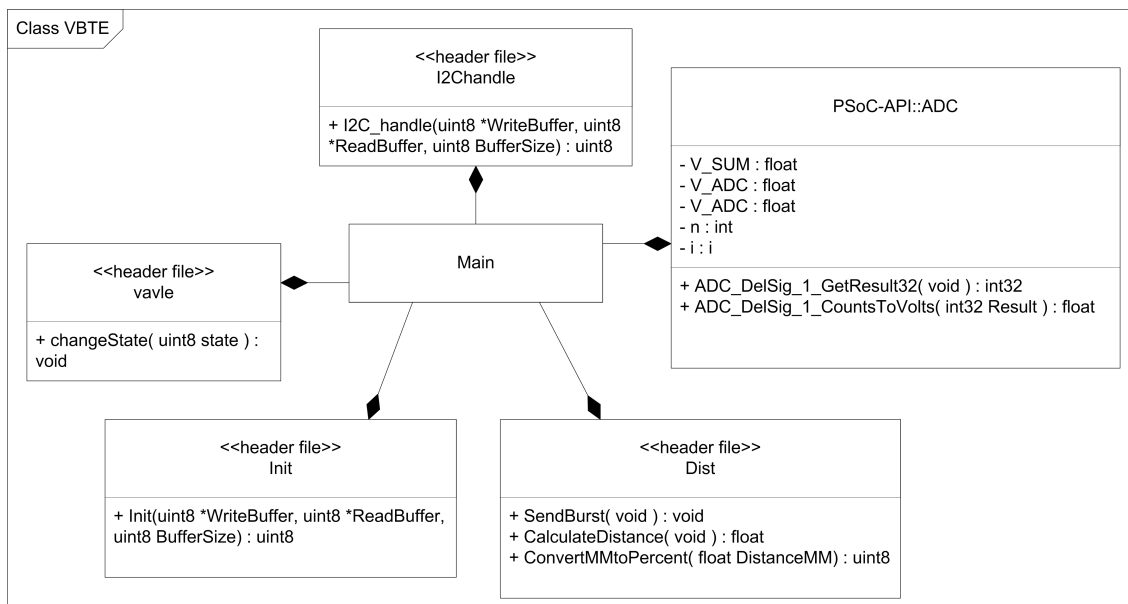 Class VBTE
<<header file>>
I2Chandle
+ I2C_handle(uint8 *WriteBuffer, uint8
*ReadBuffer, uint8 BufferSize) : uint8
PSoC-API::ADC
- V_SUM : float
- V_ADC : float
- V_ADC : float
- n : int
- i : i
+ ADC_DelSig_1_GetResult32( void ) : int32
+ ADC_DelSig_1_CountsToVolts( int32 Result ) : float
Main
<<header file>>
vavle
+ changeState( uint8 state ) :
void
<<header file>>
Init
+ Init(uint8 *WriteBuffer, uint8 *ReadBuffer,
uint8 BufferSize) : uint8
<<header file>>
Dist
+ SendBurst( void ) : void
+ CalculateDistance( void ) : float
+ ConvertMMtoPercent( float DistanceMM) : uint8